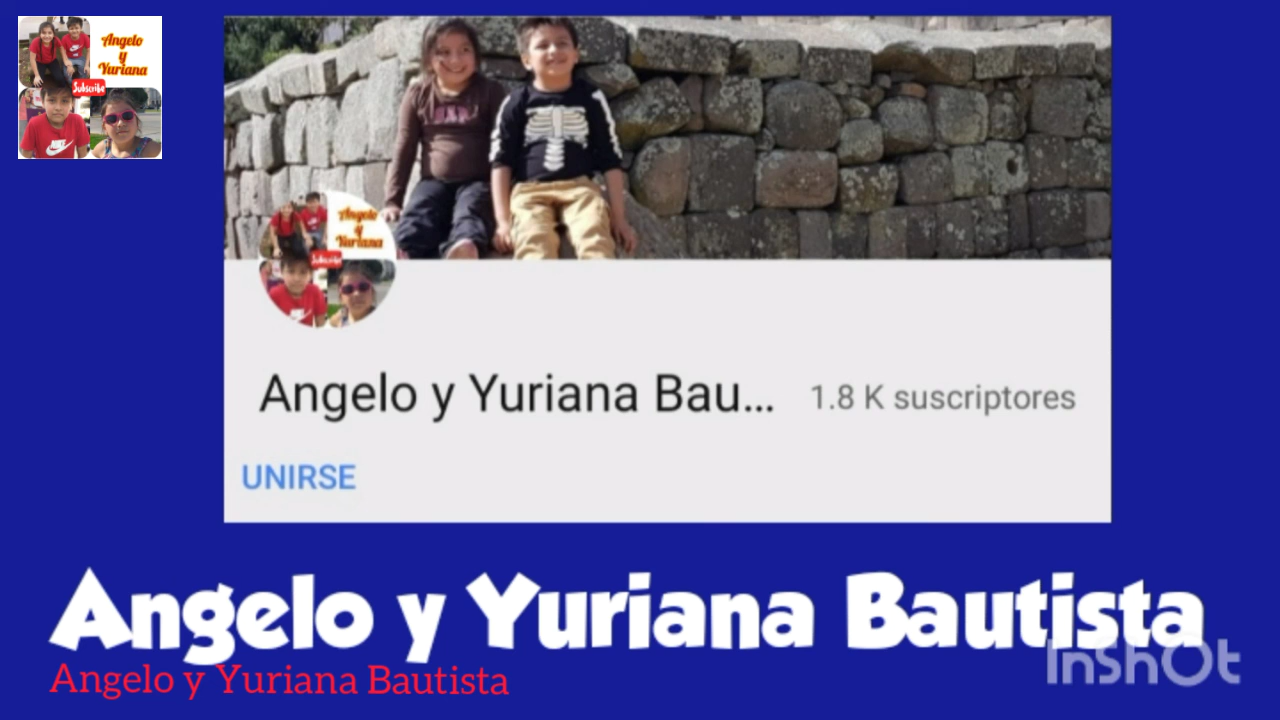 Angelo
y
Yuriana
Subscribe
Angelo
y
Yuriana
Subscribe
Angelo y Yuriana Bau...
1.8 K suscriptores
UNIRSE
Angelo y Yuriana Bautista
InShOt
Angelo y Yuriana Bautista